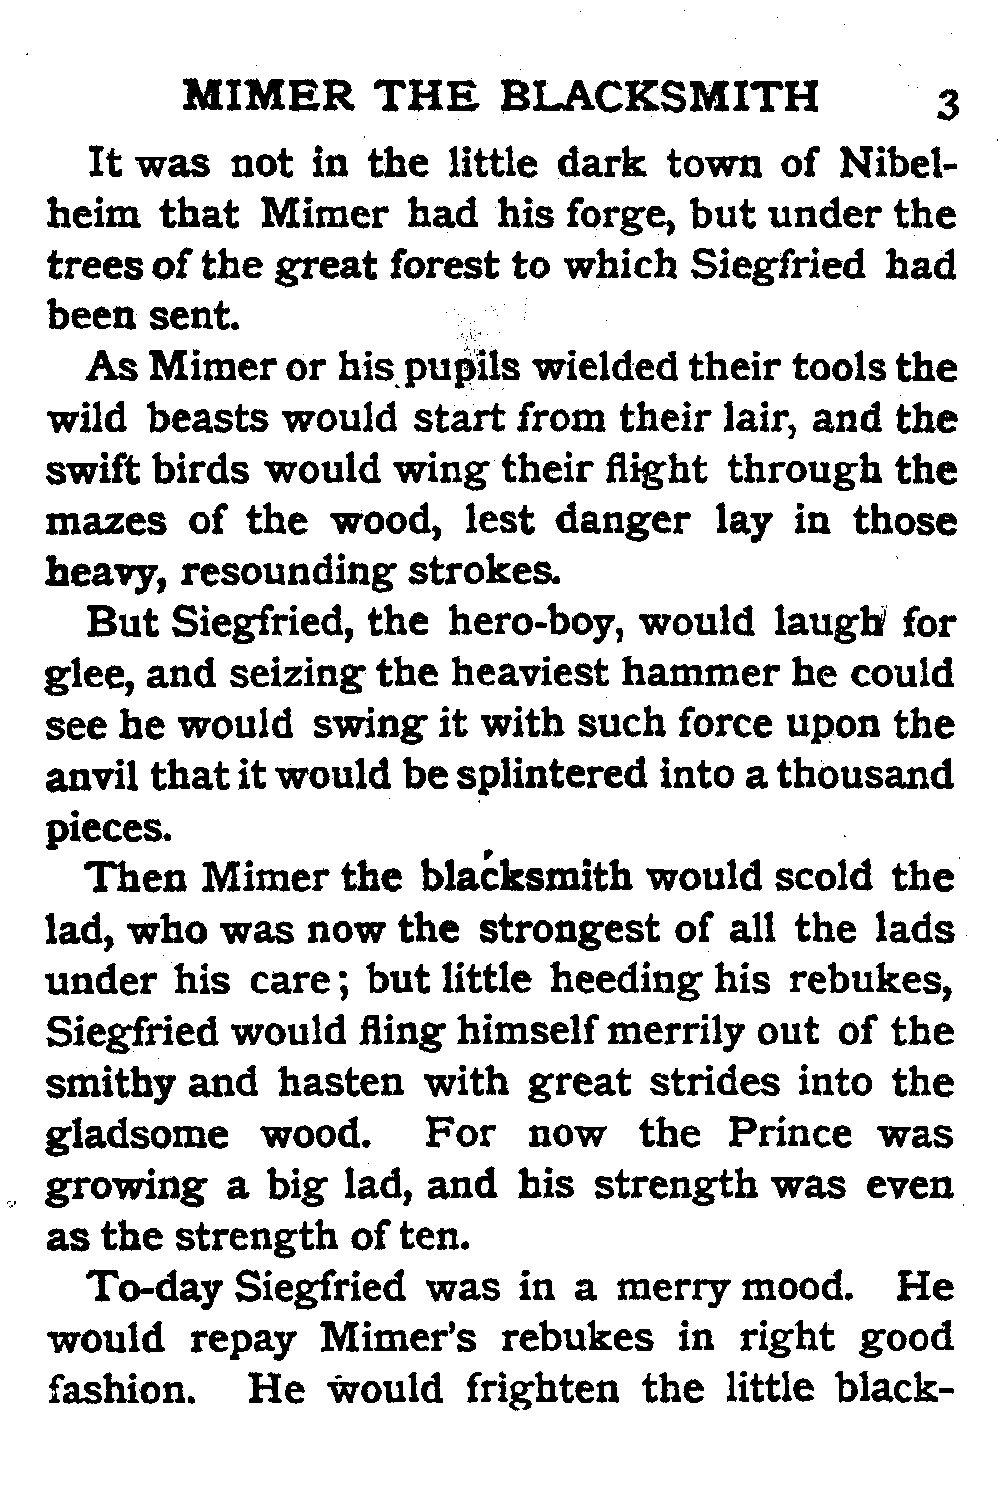 MIMER THE BLACKSMITH 3
It was not in the little dark town of Nibel-
heim that Mimer had his forge, but under the
trees of the great forest to which Siegfried had
been sent.
As Mimer or his pupils wielded their tools the
wild beasts would start from their lair, and the
swift birds would wing their flight through the
mazes of the wood, lest danger lay in those
heavy, resounding strokes.
But Siegfried, the hero-boy, would laugh for
glee, and seizing the heaviest hammer he could
see he would swing it with such force upon the
anvil that it would be splintered into a thousand
pieces.
Then Mimer the blacksmith would scold the
lad, who was now the strongest of all the lads
under his care; but little heeding his rebukes,
Siegfried would fling himself merrily out of the
smithy and hasten with great strides into the
gladsome wood. For now the Prince was
growing a big lad, and his strength was even
as the strength of ten.
To-day Siegfried was in a merry mood. He
would repay Mimer's rebukes in right good
fashion. He would frighten the little black-